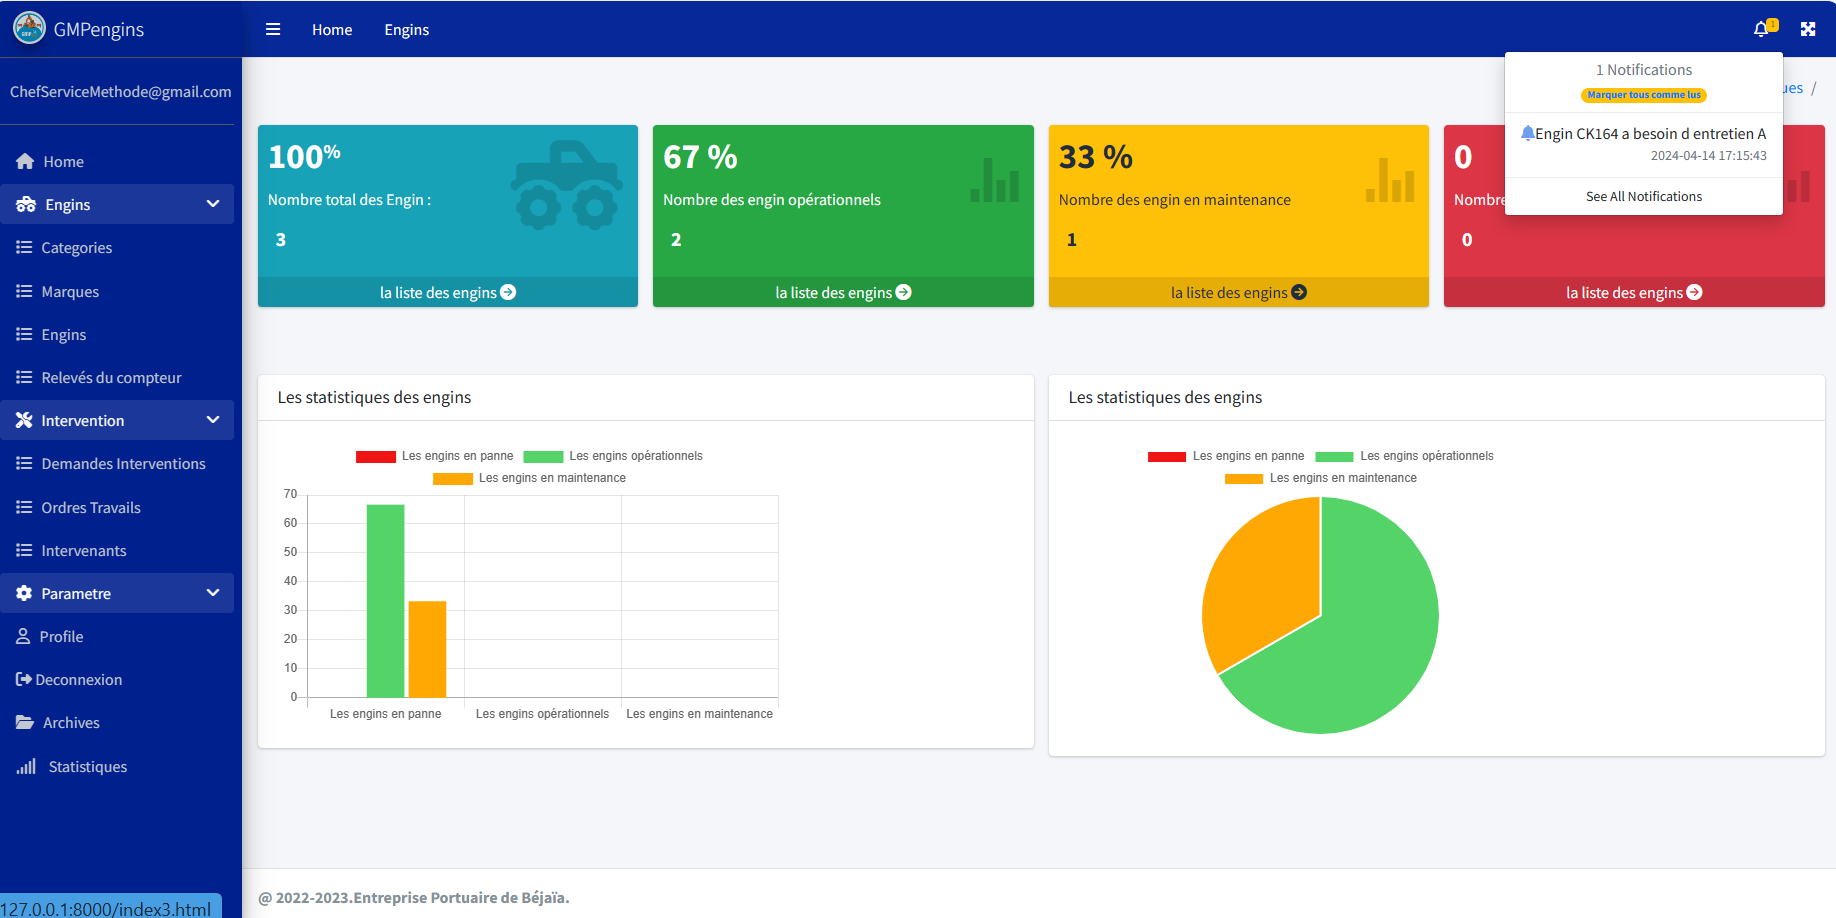 GMPengins
Home
Engins
1
ChefServiceMethode@gmail.com
Home
Engins
Categories
Marques
Engins
Relevés du compteur
Intervention
Demandes Interventions
Ordres Travails
Intervenants
Parametre
Profile
Deconnexion
Archives
Statistiques
127.0.0.1:8000/index3.html
1 Notifications
Marquer tous comme lus
Engin CK164 a besoin d entretien A
2024-04-14 17:15:43
See All Notifications
/
100%
Nombre total des Engin :
3
la liste des engins
67 %
Nombre des engin opérationnels
2
la liste des engins
33 %
Nombre des engin en maintenance
1
la liste des engins
0
Nombre
0
la liste des engins
Les statistiques des engins
Les engins en panne Les engins opérationnels
Les engins en maintenance
70
60
50
40
30
20
10
0
Les engins en panne Les engins opérationnels Les engins en maintenance
Les statistiques des engins
Les engins en panne Les engins opérationnels
Les engins en maintenance
@ 2022-2023.Entreprise Portuaire de Béjaïa.